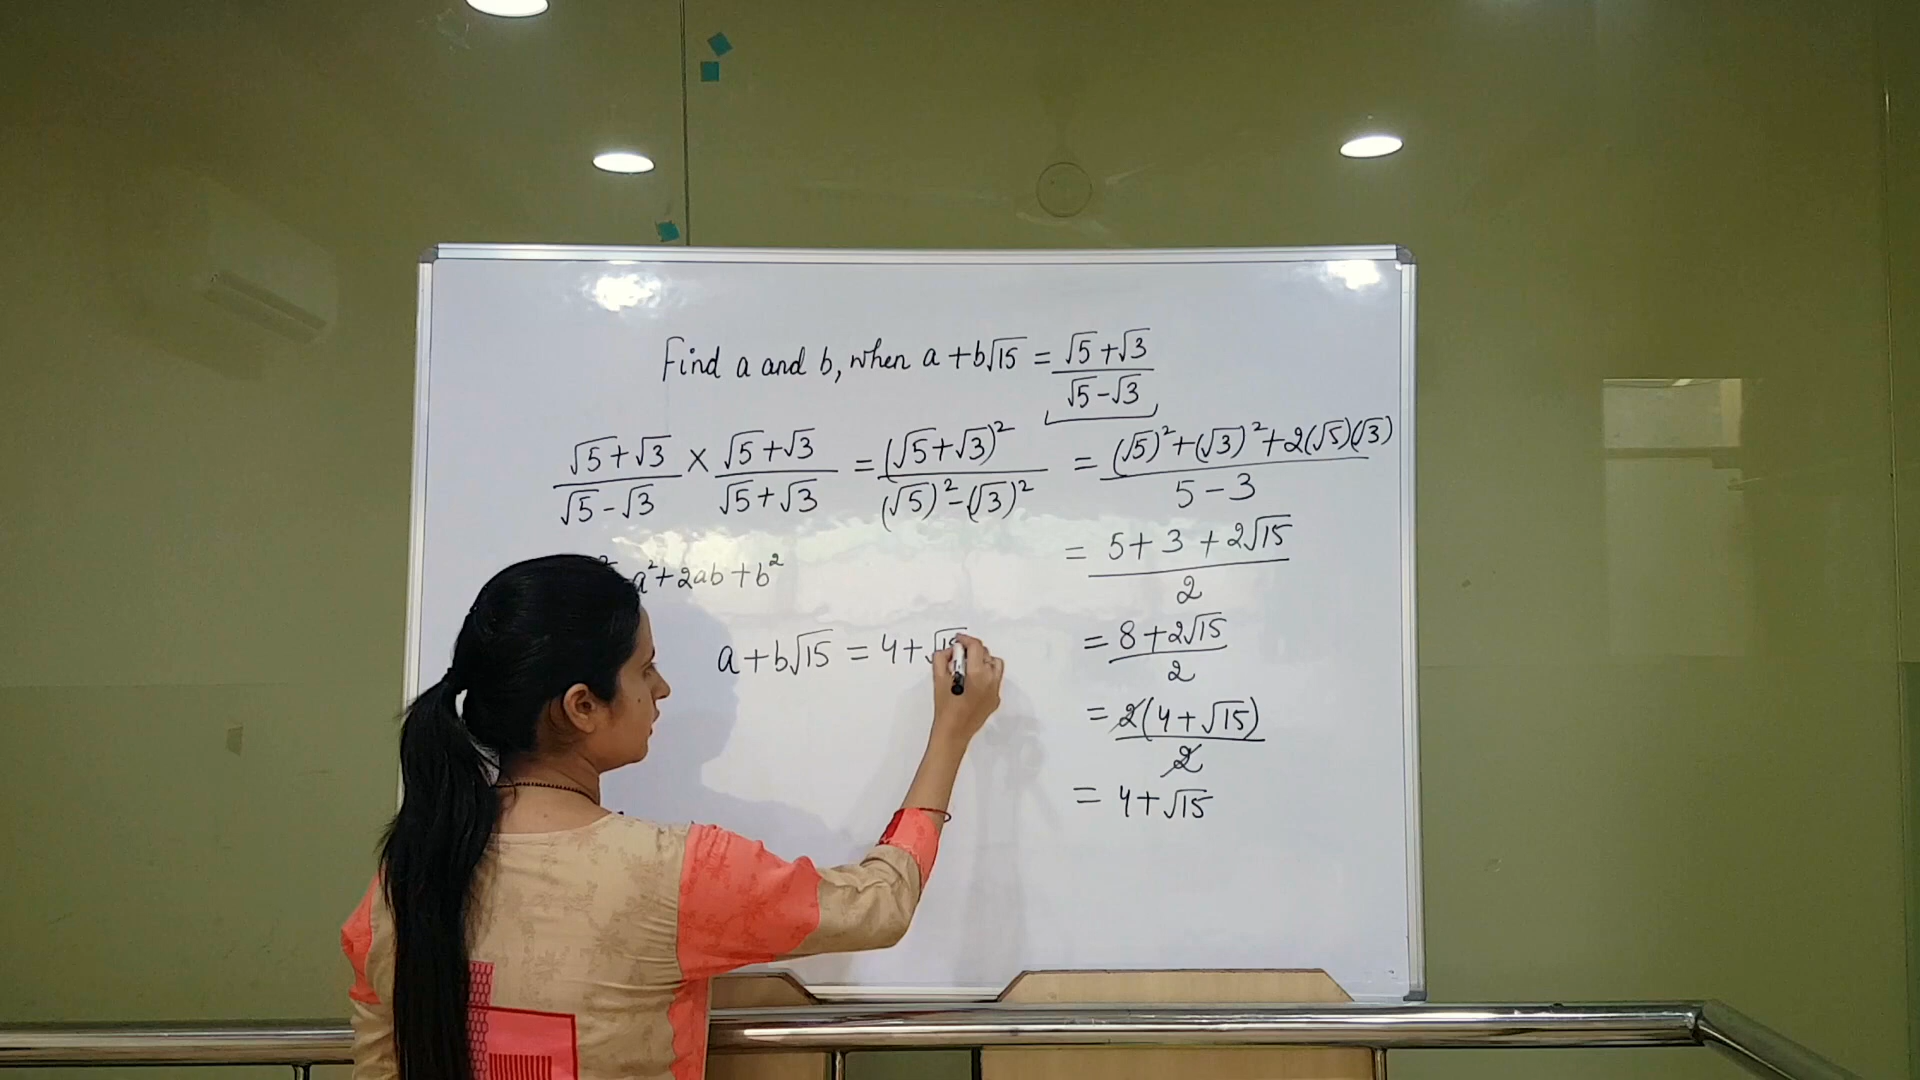 Find a and b, when a + b√15 = (√5 + √3)/(√5 - √3)
(√5 + √3)/(√5 - √3) × (√5 + √3)/(√5 + √3) = (√5 + √3)²/((√5)² - (√3)²) = ((√5)² + (√3)² + 2(√5)(√3))/(5 - 3)
= (5 + 3 + 2√15)/2
a² + 2ab + b²
= (8 + 2√15)/2
a + b√15 = 4 + √15
= 2(4 + √15)/2
= 4 + √15